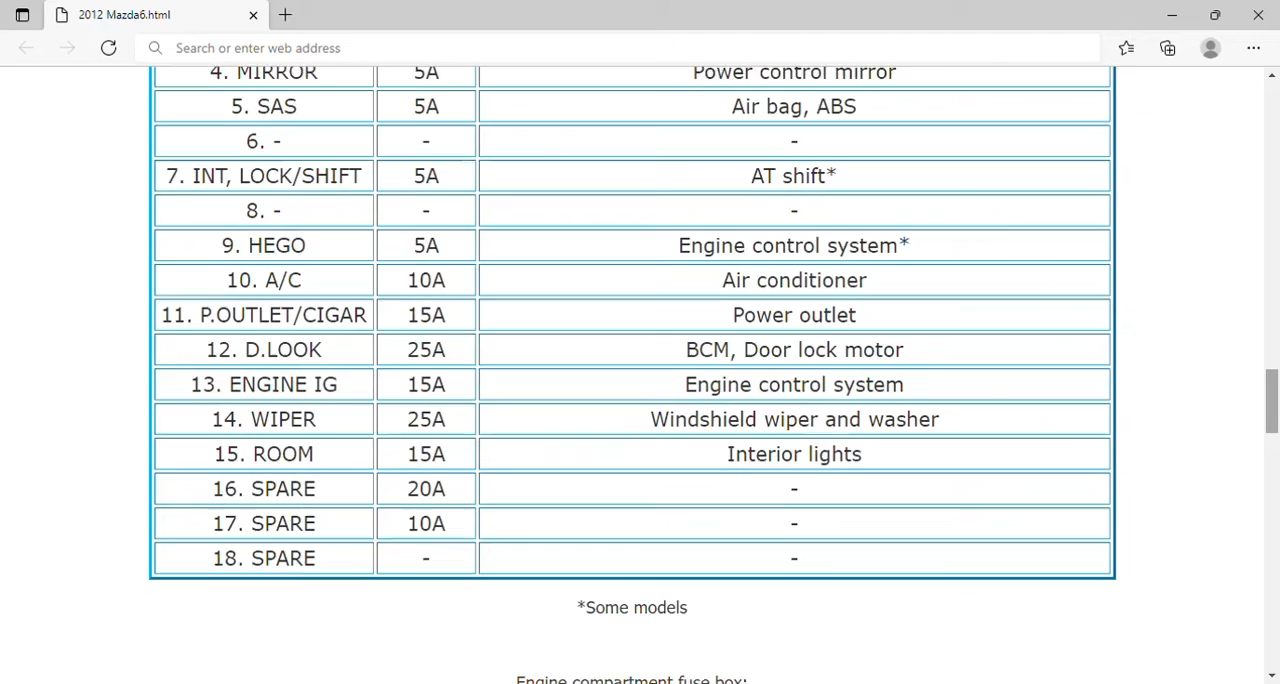 2012 Mazda6.html
Search or enter web address
4. MIRROR 5A Power control mirror
5. SAS 5A Air bag, ABS
6. - - -
7. INT, LOCK/SHIFT 5A AT shift*
8. - - -
9. HEGO 5A Engine control system*
10. A/C 10A Air conditioner
11. P.OUTLET/CIGAR 15A Power outlet
12. D.LOOK 25A BCM, Door lock motor
13. ENGINE IG 15A Engine control system
14. WIPER 25A Windshield wiper and washer
15. ROOM 15A Interior lights
16. SPARE 20A -
17. SPARE 10A -
18. SPARE - -
*Some models
Engine compartment fuse box: